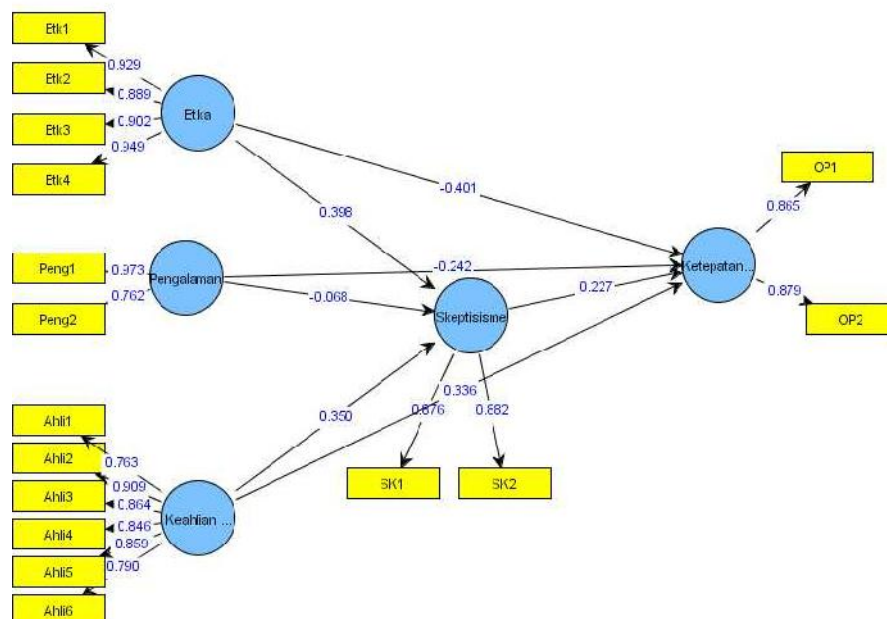 Etk1
0.929
Etk2
0.889
Etk3
0.902
Etk4
0.949
Etka
0.398
-0.401
OP1
0.865
Ketepatan...
0.879
OP2
Peng1
0.973
Pengalaman
Peng2
0.762
-0.242
-0.068
0.227
Skeptisisme
0.336
0.350
0.876
0.882
SK1
SK2
Ahli1
0.763
Ahli2
0.909
Ahli3
0.864
Keahlian ...
Ahli4
0.846
0.859
Ahli5
0.790
Ahli6